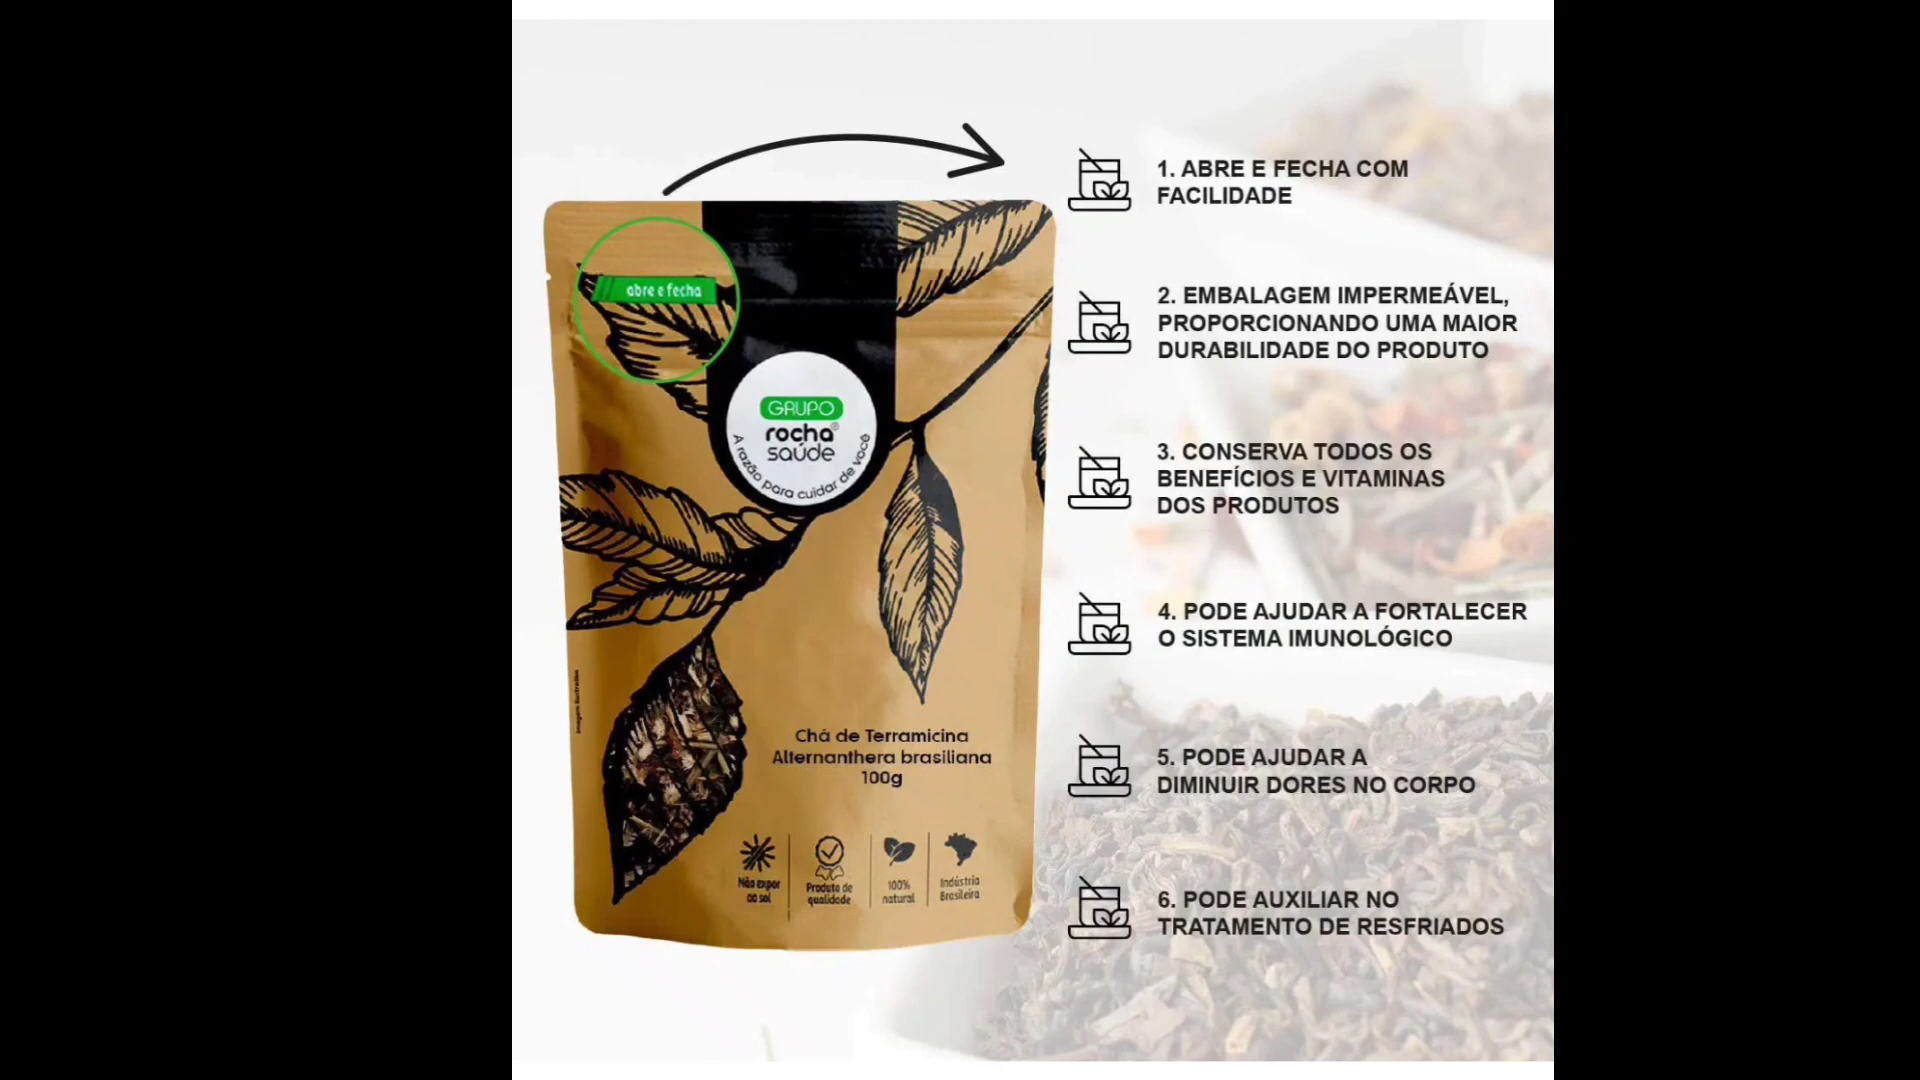 abre e fecha
GRUPO
rocha®
saúde
A razão para cuidar de você
Imagem ilustrativa
Chá de Terramicina
Alternanthera brasiliana
100g
Não expor
ao sol
Produto de
qualidade
100%
natural
Indústria
Brasileira
1. ABRE E FECHA COM
FACILIDADE
2. EMBALAGEM IMPERMEÁVEL,
PROPORCIONANDO UMA MAIOR
DURABILIDADE DO PRODUTO
3. CONSERVA TODOS OS
BENEFÍCIOS E VITAMINAS
DOS PRODUTOS
4. PODE AJUDAR A FORTALECER
O SISTEMA IMUNOLÓGICO
5. PODE AJUDAR A
DIMINUIR DORES NO CORPO
6. PODE AUXILIAR NO
TRATAMENTO DE RESFRIADOS